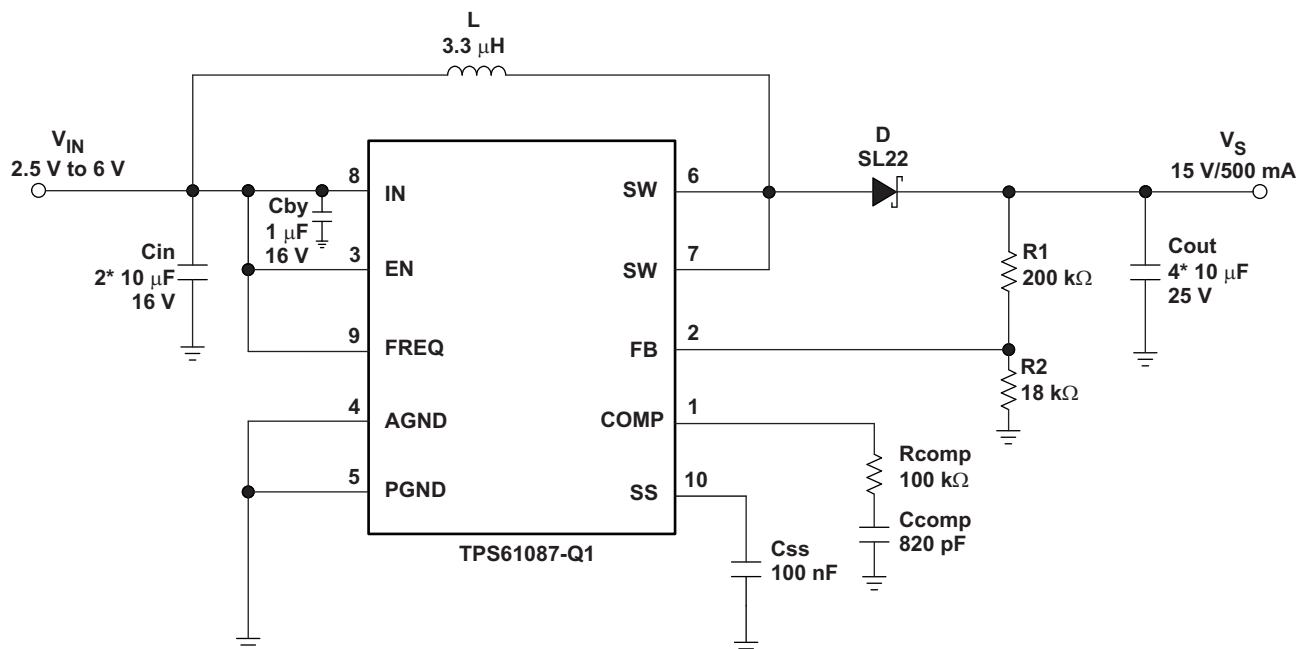 L
3.3 μH
V_IN
2.5 V to 6 V
D
SL22
V_S
15 V/500 mA
8
IN
SW
6
Cby
1 μF
16 V
Cin
2* 10 μF
16 V
3
EN
SW
7
R1
200 kΩ
Cout
4* 10 μF
25 V
9
FREQ
FB
2
R2
18 kΩ
4
AGND
COMP
1
Rcomp
100 kΩ
5
PGND
SS
10
Ccomp
820 pF
Css
100 nF
TPS61087-Q1